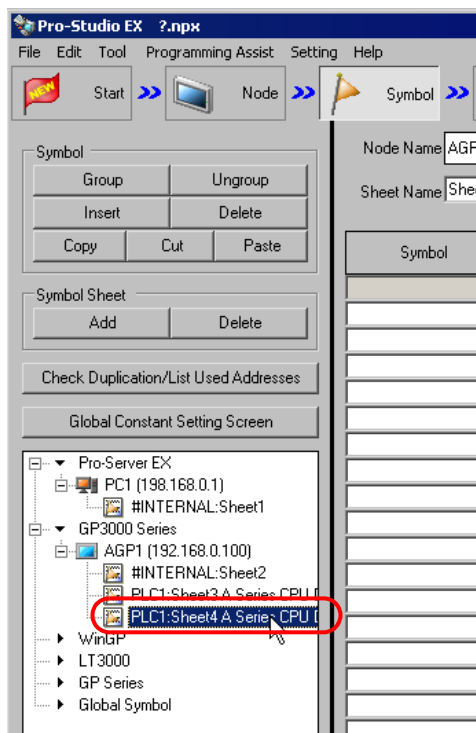 Pro-Studio EX ?.npx
File Edit Tool Programming Assist Setting Help
NEW Start Node Symbol
Symbol
Group Ungroup
Insert Delete
Copy Cut Paste
Symbol Sheet
Add Delete
Check Duplication/List Used Addresses
Global Constant Setting Screen
Node Name AGP
Sheet Name Shee
Symbol
Pro-Server EX
PC1 (198.168.0.1)
#INTERNAL:Sheet1
GP3000 Series
AGP1 (192.168.0.100)
#INTERNAL:Sheet2
PLC1:Sheet3 A Series CPU D
PLC1:Sheet4 A Series CPU D
WinGP
LT3000
GP Series
Global Symbol